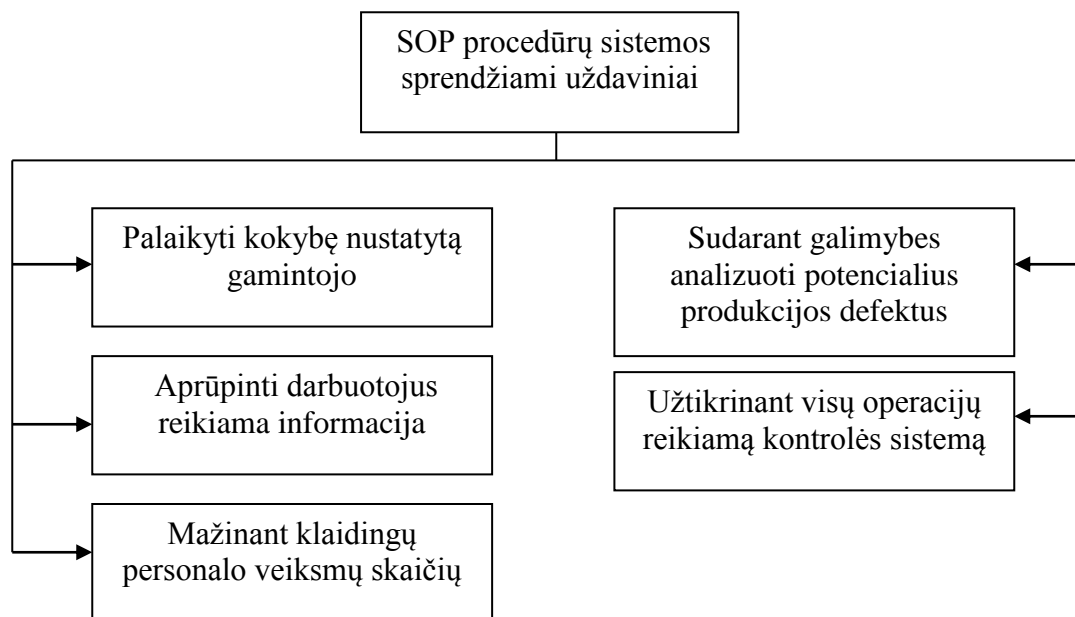 SOP procedūrų sistemos
sprendžiami uždaviniai
Palaikyti kokybę nustatytą
gamintojo
Aprūpinti darbuotojus
reikiama informacija
Mažinant klaidingų
personalo veiksmų skaičių
Sudarant galimybes
analizuoti potencialius
produkcijos defektus
Užtikrinant visų operacijų
reikiamą kontrolės sistemą